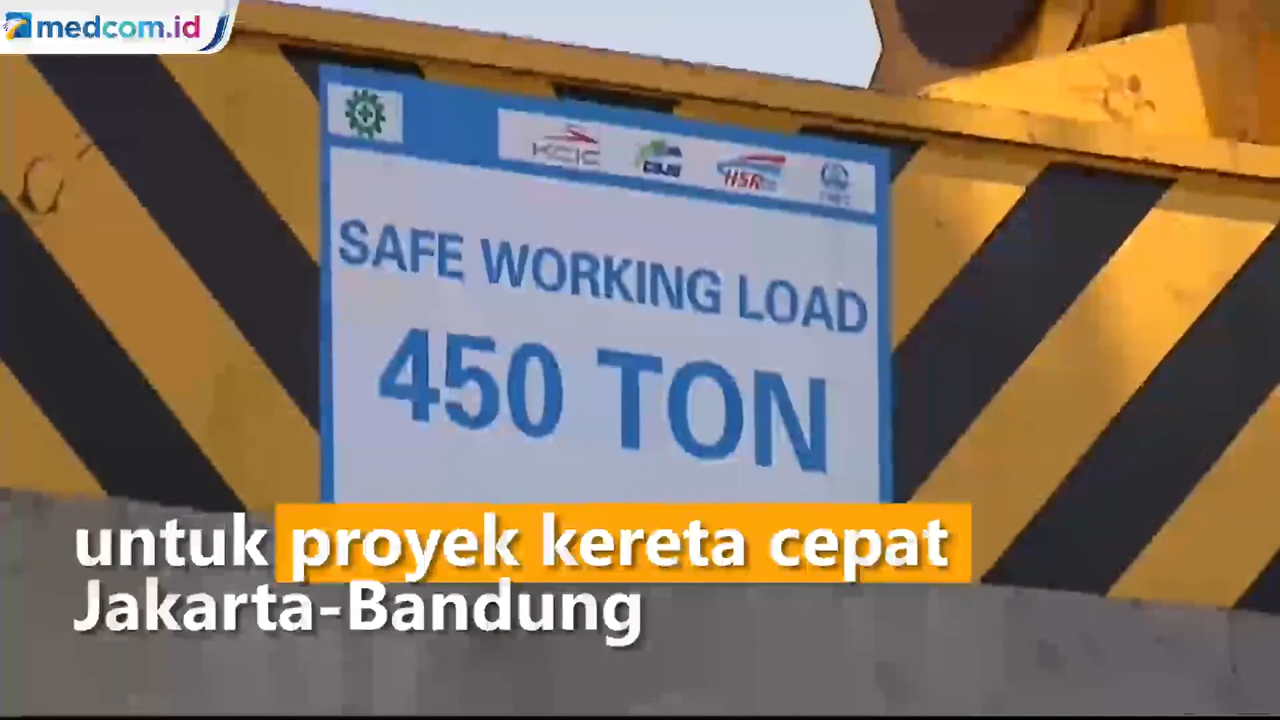 medcom.id
KCIC
HSR
SAFE WORKING LOAD
450 TON
untuk proyek kereta cepat
Jakarta-Bandung